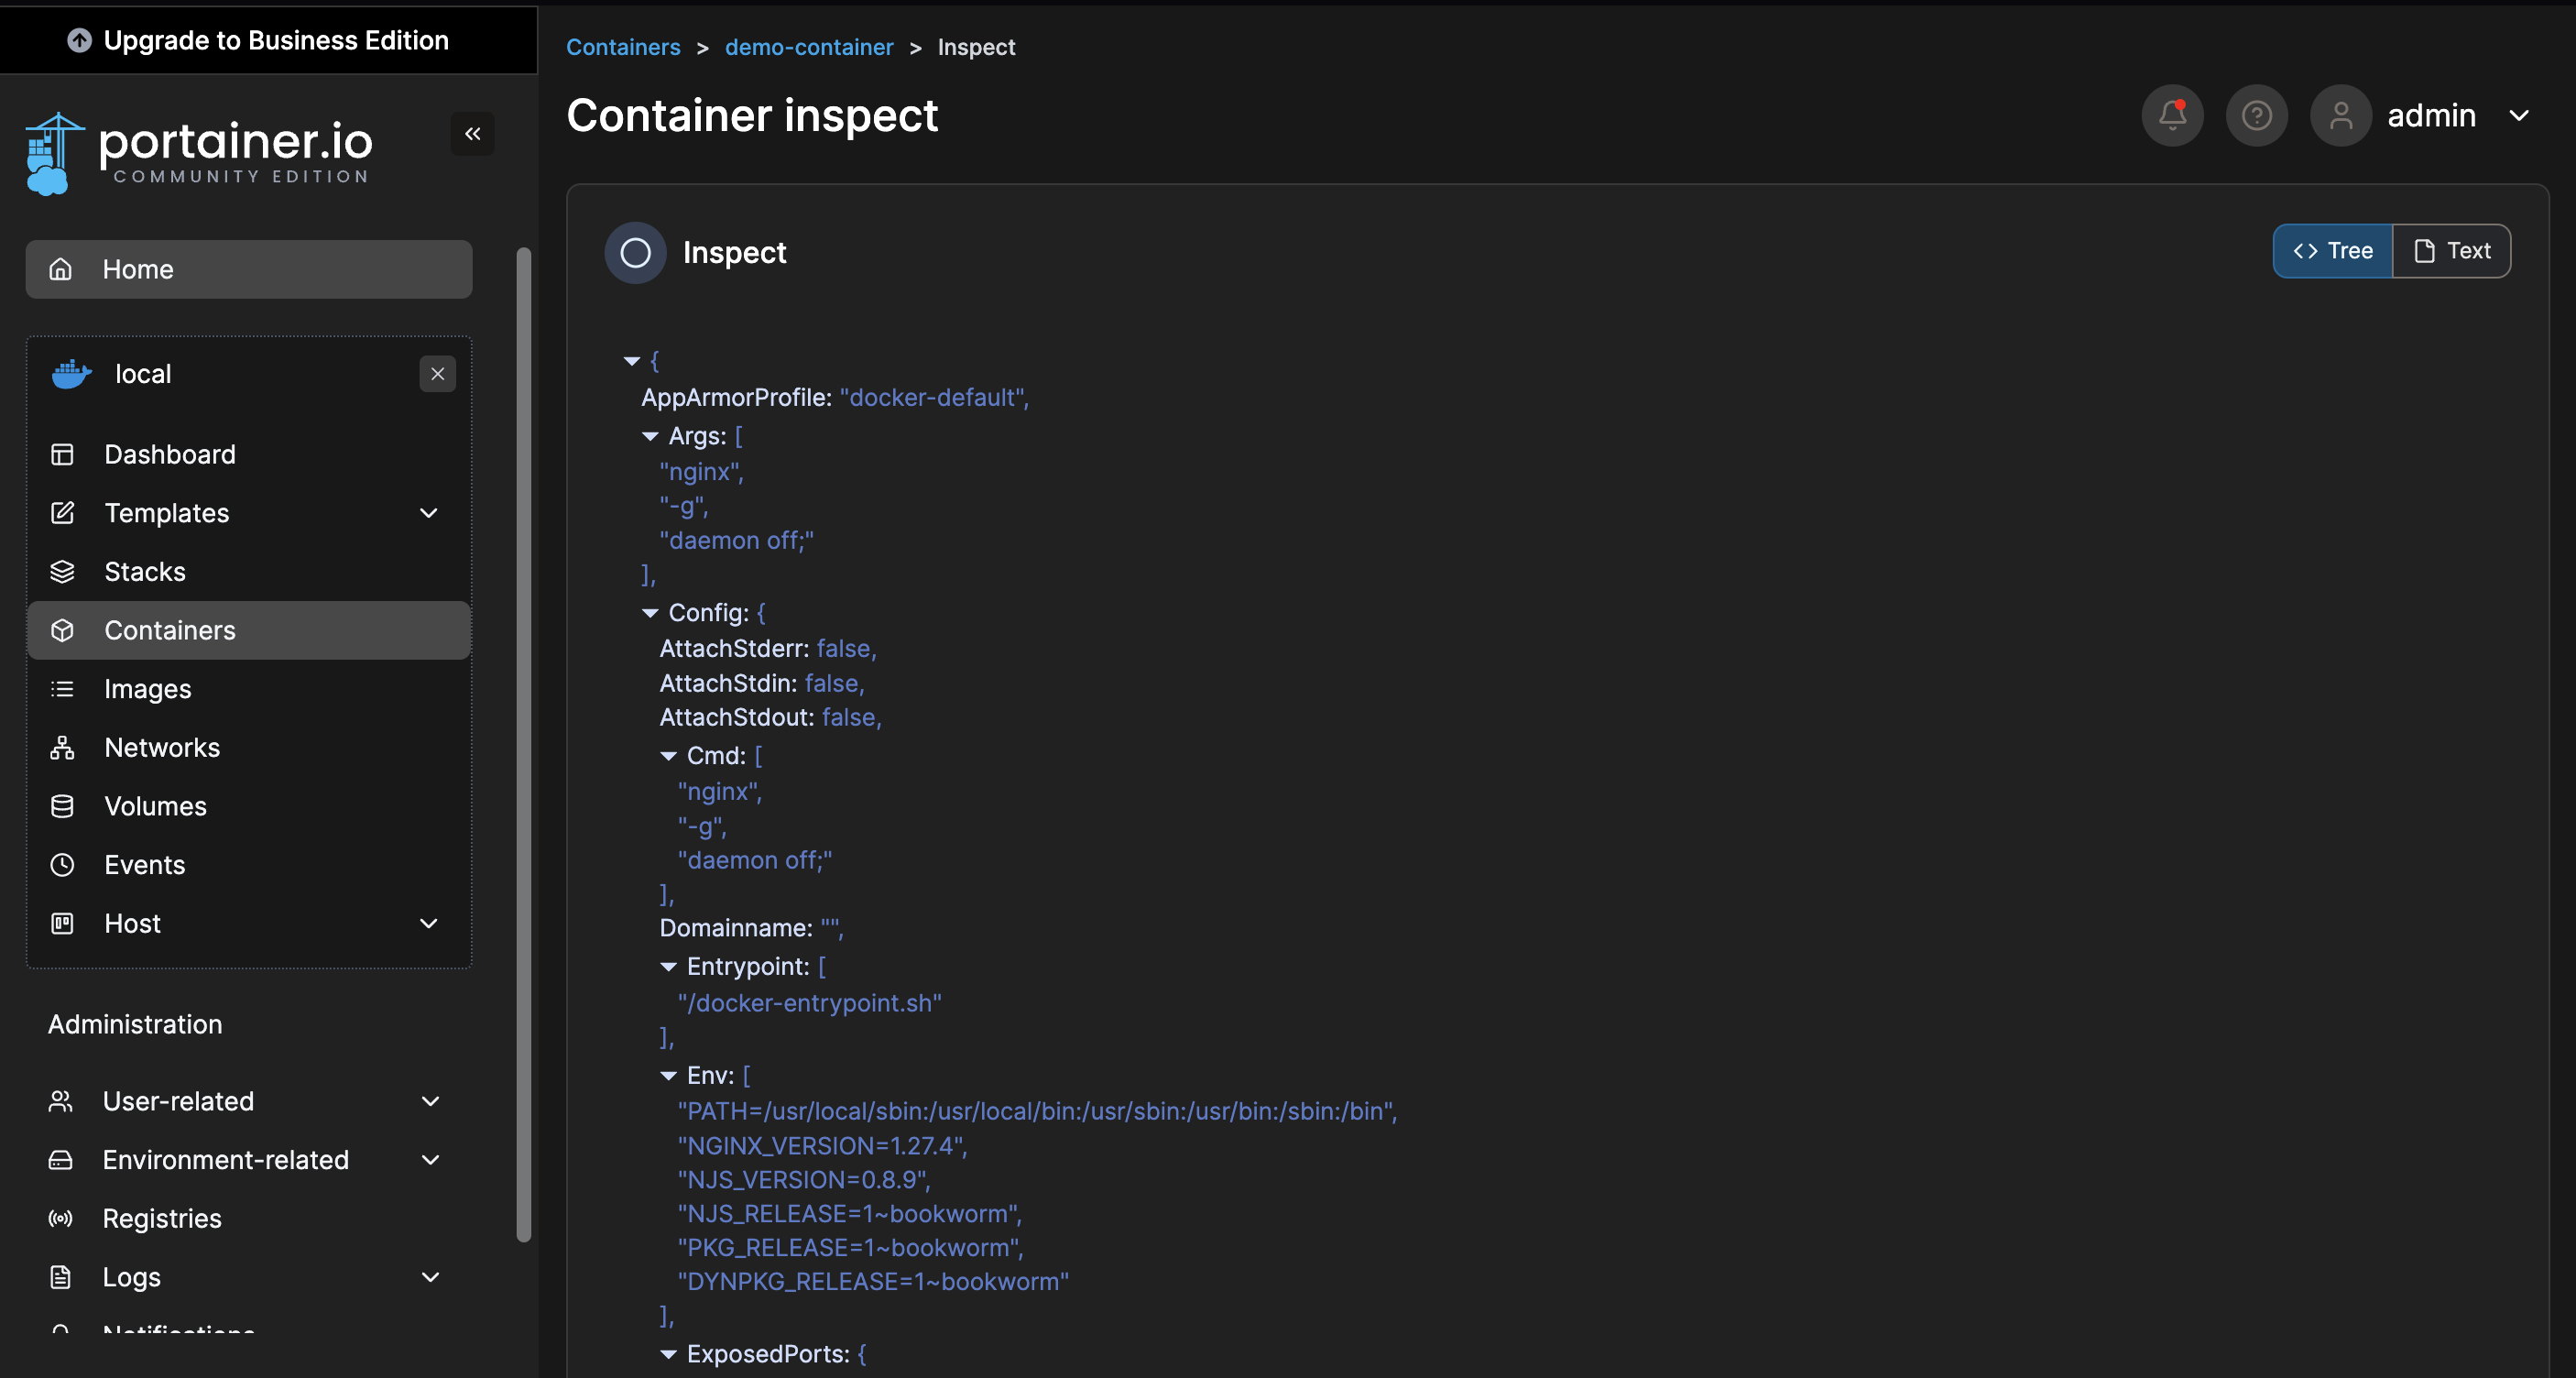 Upgrade to Business Edition
portainer.io
COMMUNITY EDITION
Home
local
Dashboard
Templates
Stacks
Containers
Images
Networks
Volumes
Events
Host
Administration
User-related
Environment-related
Registries
Logs
Notifications
Containers > demo-container > Inspect
Container inspect
admin
Inspect
Tree
Text
{
AppArmorProfile: "docker-default",
Args: [
"nginx",
"-g",
"daemon off;"
],
Config: {
AttachStderr: false,
AttachStdin: false,
AttachStdout: false,
Cmd: [
"nginx",
"-g",
"daemon off;"
],
Domainname: "",
Entrypoint: [
"/docker-entrypoint.sh"
],
Env: [
"PATH=/usr/local/sbin:/usr/local/bin:/usr/sbin:/usr/bin:/sbin:/bin",
"NGINX_VERSION=1.27.4",
"NJS_VERSION=0.8.9",
"NJS_RELEASE=1~bookworm",
"PKG_RELEASE=1~bookworm",
"DYNPKG_RELEASE=1~bookworm"
],
ExposedPorts: {